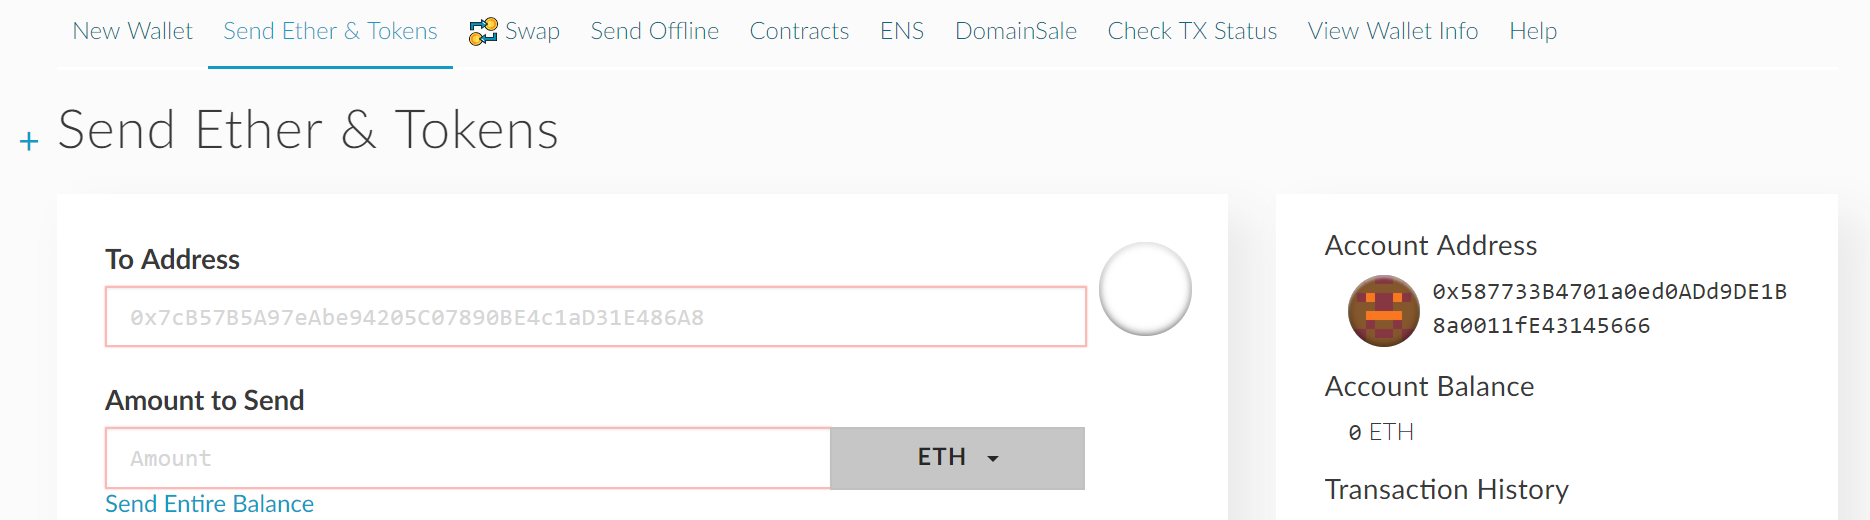 New Wallet Send Ether & Tokens Swap Send Offline Contracts ENS DomainSale Check TX Status View Wallet Info Help
+ Send Ether & Tokens
To Address
0x7cB57B5A97eAbe94205C07890BE4c1aD31E486A8
Amount to Send
Amount ETH
Send Entire Balance
Account Address
0x587733B4701a0ed0ADd9DE1B
8a0011fE43145666
Account Balance
0 ETH
Transaction History